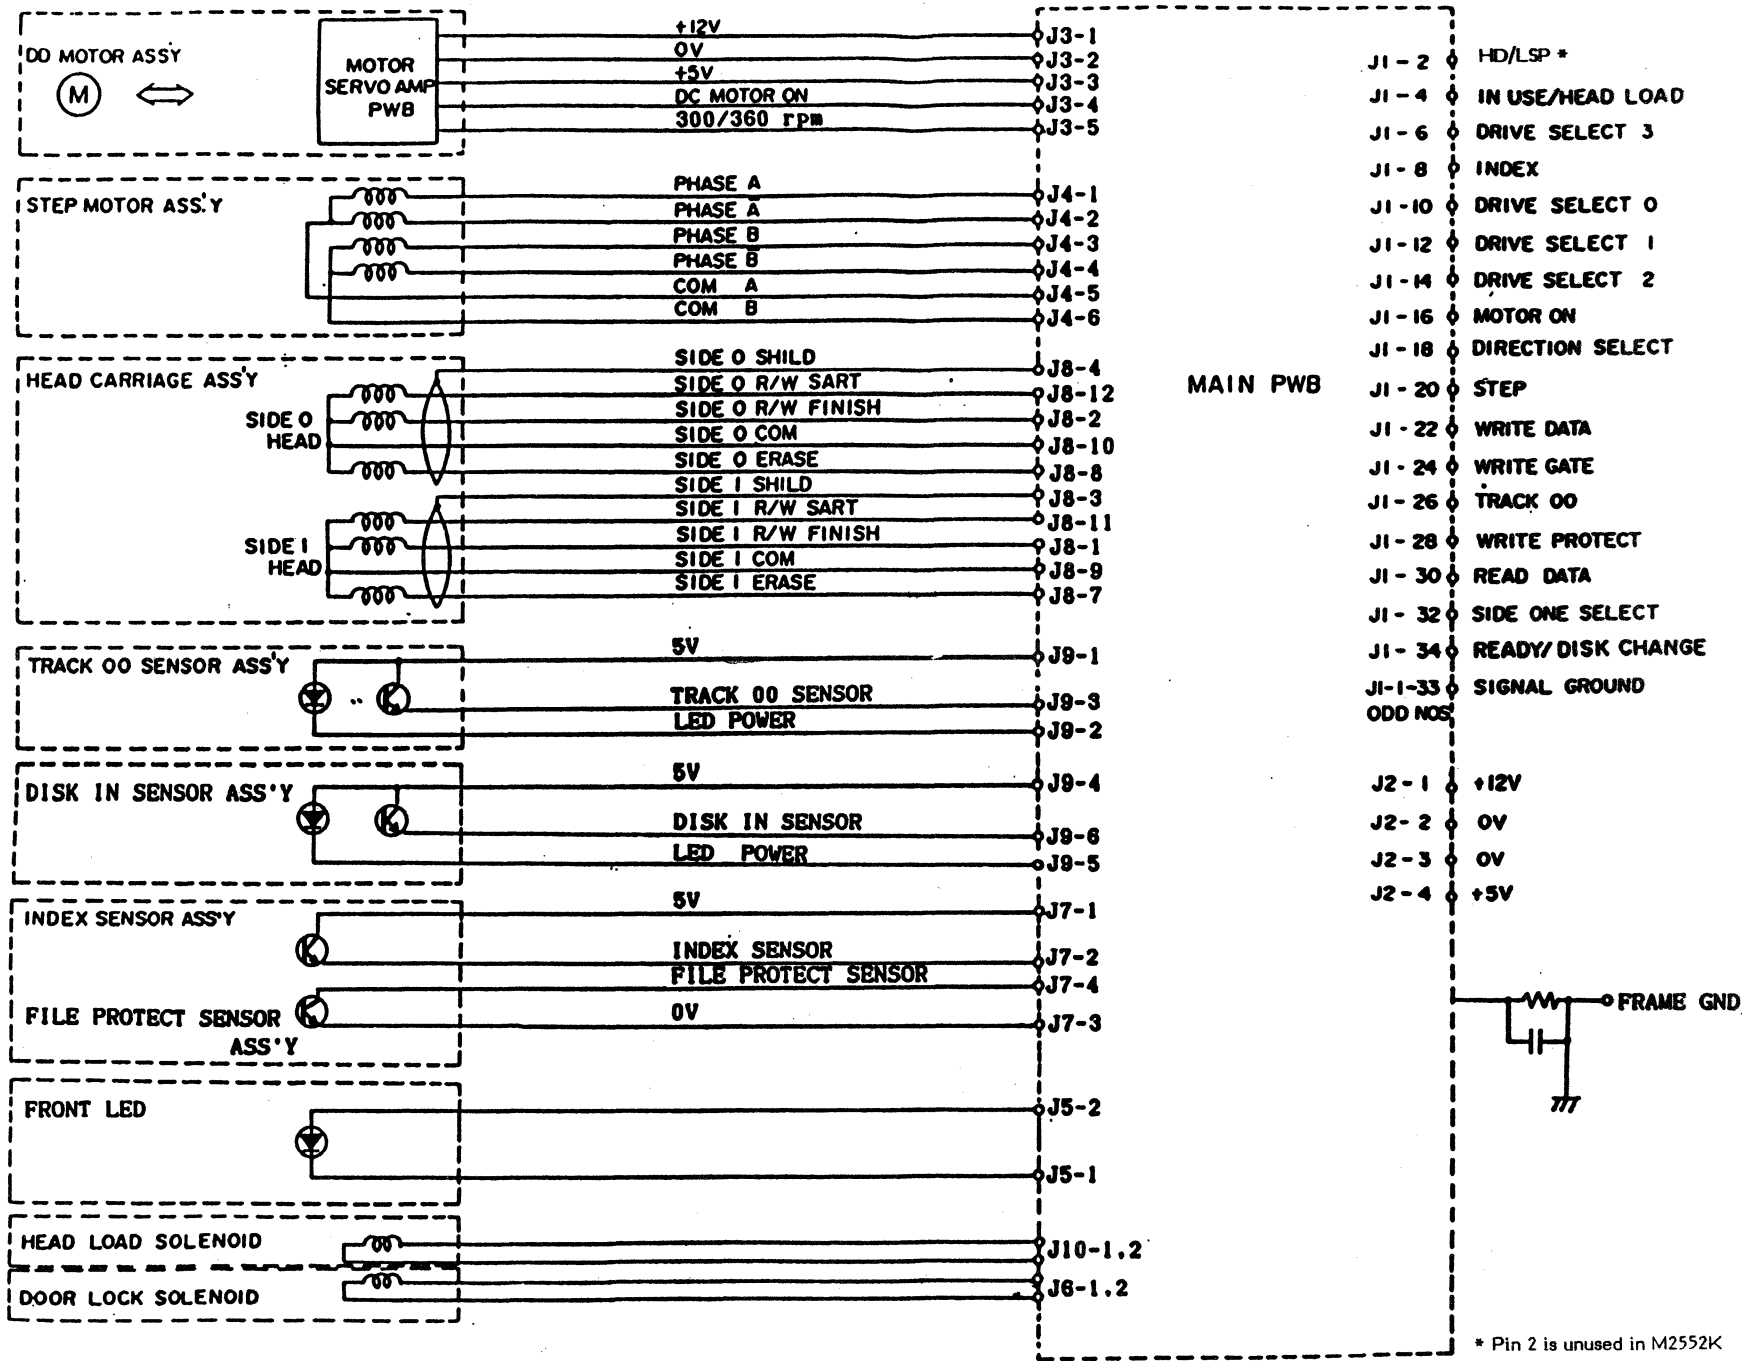 DD MOTOR ASSY
M
MOTOR
SERVO AMP
PWB
+12V
0V
+5V
DC MOTOR ON
300/360 rpm
J3-1
J3-2
J3-3
J3-4
J3-5
STEP MOTOR ASS'Y
PHASE A
PHASE A̅
PHASE B
PHASE B̅
COM A
COM B
J4-1
J4-2
J4-3
J4-4
J4-5
J4-6
HEAD CARRIAGE ASS'Y
SIDE 0
HEAD
SIDE 1
HEAD
SIDE 0 SHILD
SIDE 0 R/W SART
SIDE 0 R/W FINISH
SIDE 0 COM
SIDE 0 ERASE
SIDE 1 SHILD
SIDE 1 R/W SART
SIDE 1 R/W FINISH
SIDE 1 COM
SIDE 1 ERASE
J8-4
J8-12
J8-2
J8-10
J8-8
J8-3
J8-11
J8-1
J8-9
J8-7
TRACK 00 SENSOR ASS'Y
5V
TRACK 00 SENSOR
LED POWER
J9-1
J9-3
J9-2
DISK IN SENSOR ASS'Y
5V
DISK IN SENSOR
LED POWER
J9-4
J9-6
J9-5
INDEX SENSOR ASS'Y
FILE PROTECT SENSOR
ASS'Y
5V
INDEX SENSOR
FILE PROTECT SENSOR
0V
J7-1
J7-2
J7-4
J7-3
FRONT LED
J5-2
J5-1
HEAD LOAD SOLENOID
J10-1,2
DOOR LOCK SOLENOID
J6-1,2
MAIN PWB
J1-2 HD/LSP *
J1-4 IN USE/HEAD LOAD
J1-6 DRIVE SELECT 3
J1-8 INDEX
J1-10 DRIVE SELECT 0
J1-12 DRIVE SELECT 1
J1-14 DRIVE SELECT 2
J1-16 MOTOR ON
J1-18 DIRECTION SELECT
J1-20 STEP
J1-22 WRITE DATA
J1-24 WRITE GATE
J1-26 TRACK 00
J1-28 WRITE PROTECT
J1-30 READ DATA
J1-32 SIDE ONE SELECT
J1-34 READY/DISK CHANGE
J1-1-33 SIGNAL GROUND
ODD NOS
J2-1 +12V
J2-2 0V
J2-3 0V
J2-4 +5V
FRAME GND
* Pin 2 is unused in M2552K